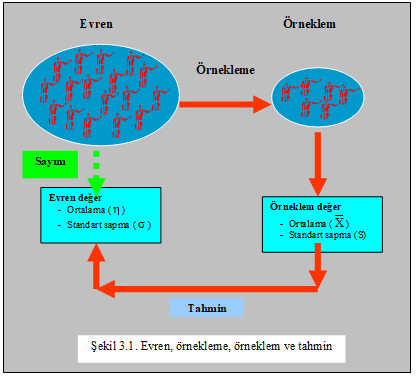 Evren
Örneklem
Örnekleme
Sayım
Evren değer
- Ortalama (η)
- Standart sapma (σ)
Örneklem değer
- Ortalama (X̅)
- Standart sapma (S)
Tahmin
Şekil 3.1. Evren, örnekleme, örneklem ve tahmin